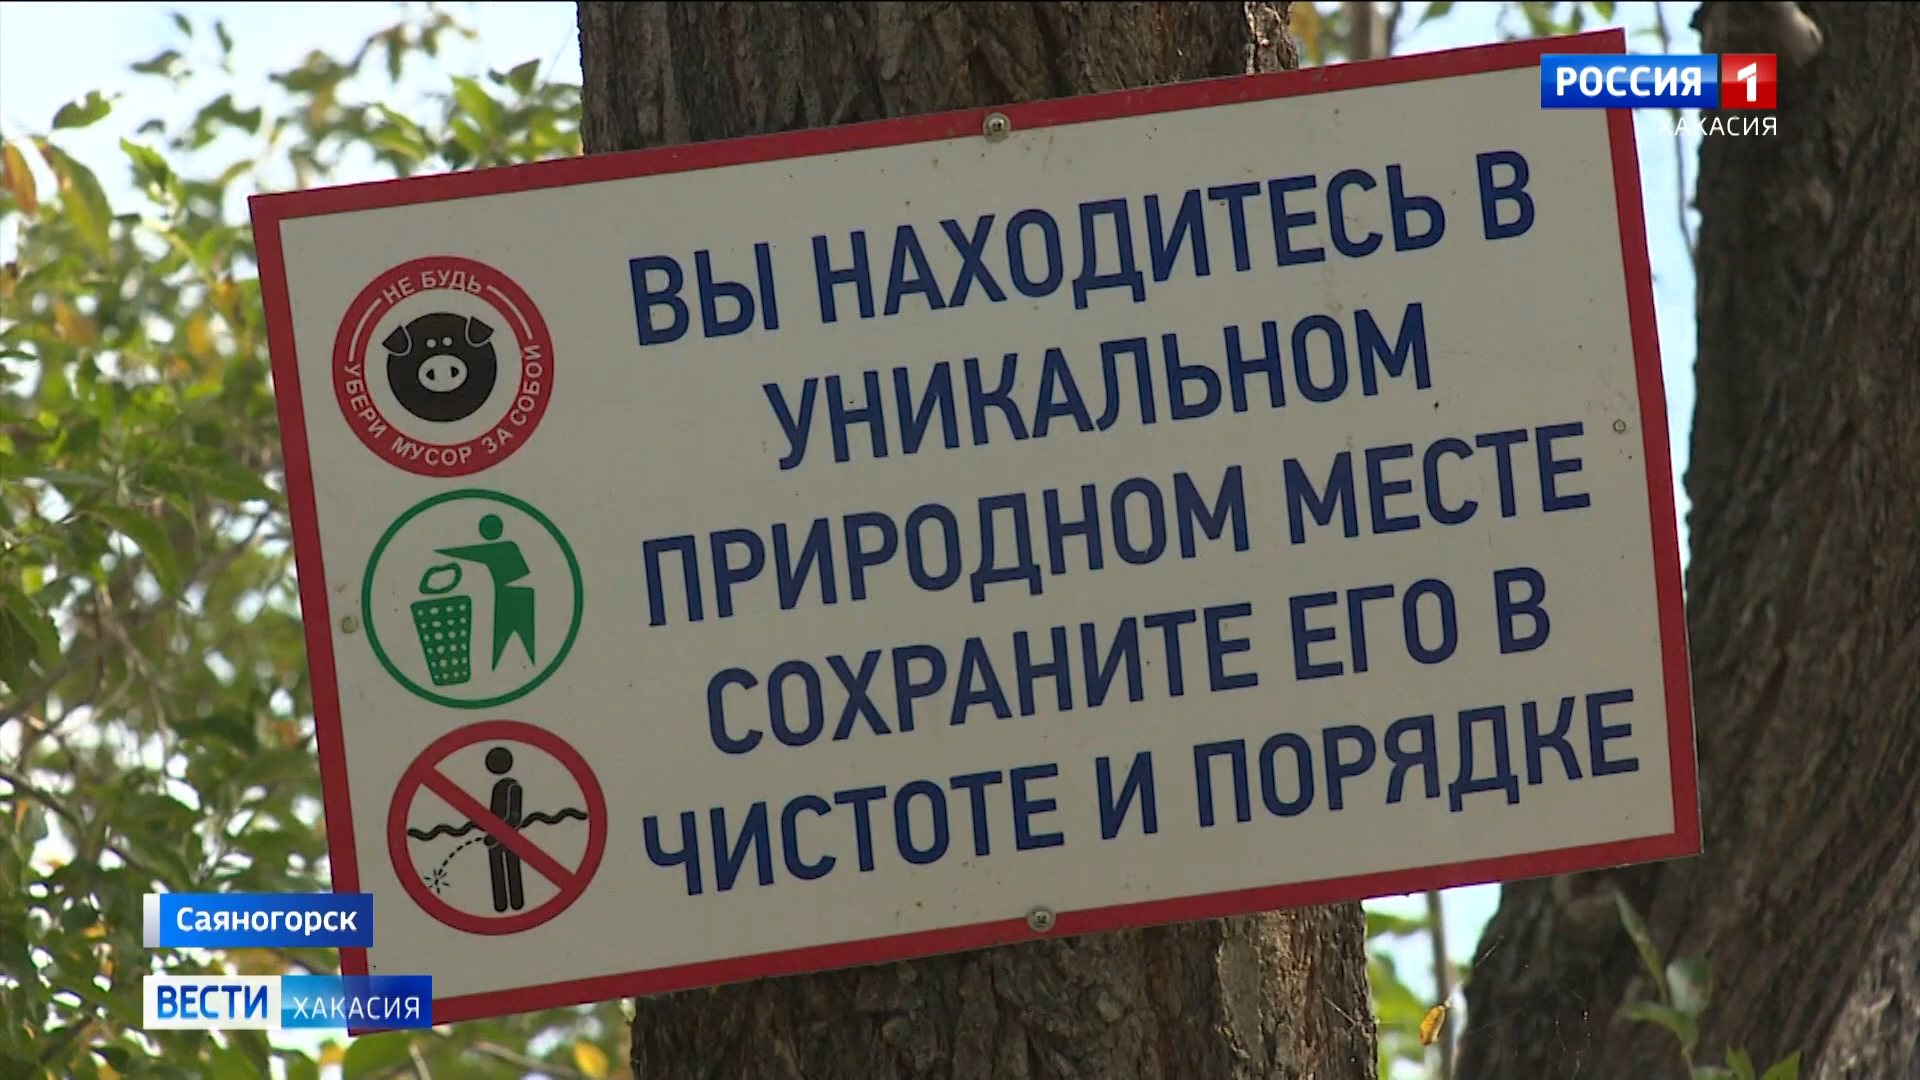 РОССИЯ 1
ХАКАСИЯ
ВЫ НАХОДИТЕСЬ В
УНИКАЛЬНОМ
ПРИРОДНОМ МЕСТЕ
СОХРАНИТЕ ЕГО В
ЧИСТОТЕ И ПОРЯДКЕ
НЕ БУДЬ
УБЕРИ МУСОР ЗА СОБОЙ
Саяногорск
ВЕСТИ ХАКАСИЯ